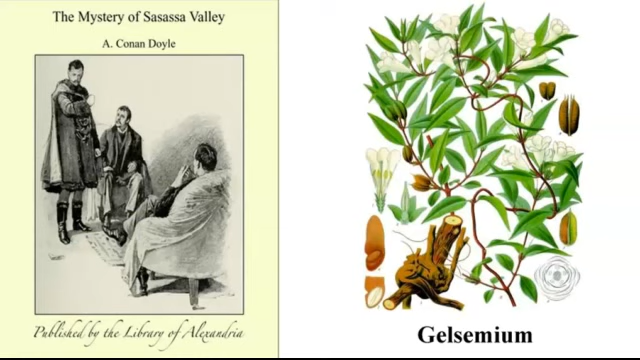 The Mystery of Sasassa Valley
A. Conan Doyle
Published by the Library of Alexandria
Gelsemium